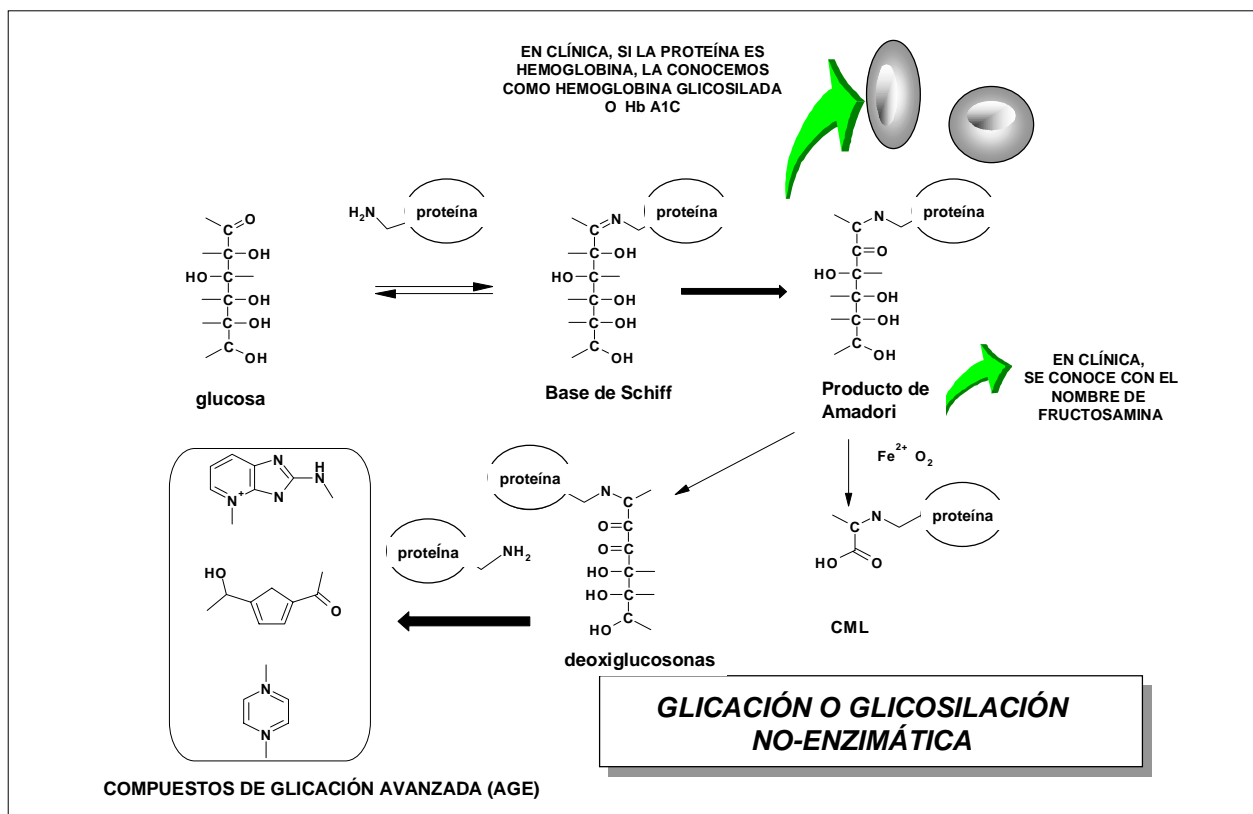 EN CLÍNICA, SI LA PROTEÍNA ES
HEMOGLOBINA, LA CONOCEMOS
COMO HEMOGLOBINA GLICOSILADA
O Hb A1C
O
C
C
OH
HO
C
C
OH
C
OH
C
OH
glucosa
H2N
proteína
C
N
proteína
C
OH
HO
C
C
OH
C
OH
C
OH
Base de Schiff
C
N
proteína
C
O
HO
C
C
OH
C
OH
C
OH
Producto de
Amadori
EN CLÍNICA,
SE CONOCE CON EL
NOMBRE DE
FRUCTOSAMINA
Fe2+ O2
C
N
proteína
HO
C
O
CML
proteína
N
C
O
C
O
C
HO
C
HO
C
HO
C
deoxiglucosonas
proteína
NH2
N
H
N
N
N+
HO
O
N
N
COMPUESTOS DE GLICACIÓN AVANZADA (AGE)
GLICACIÓN O GLICOSILACIÓN
NO-ENZIMÁTICA